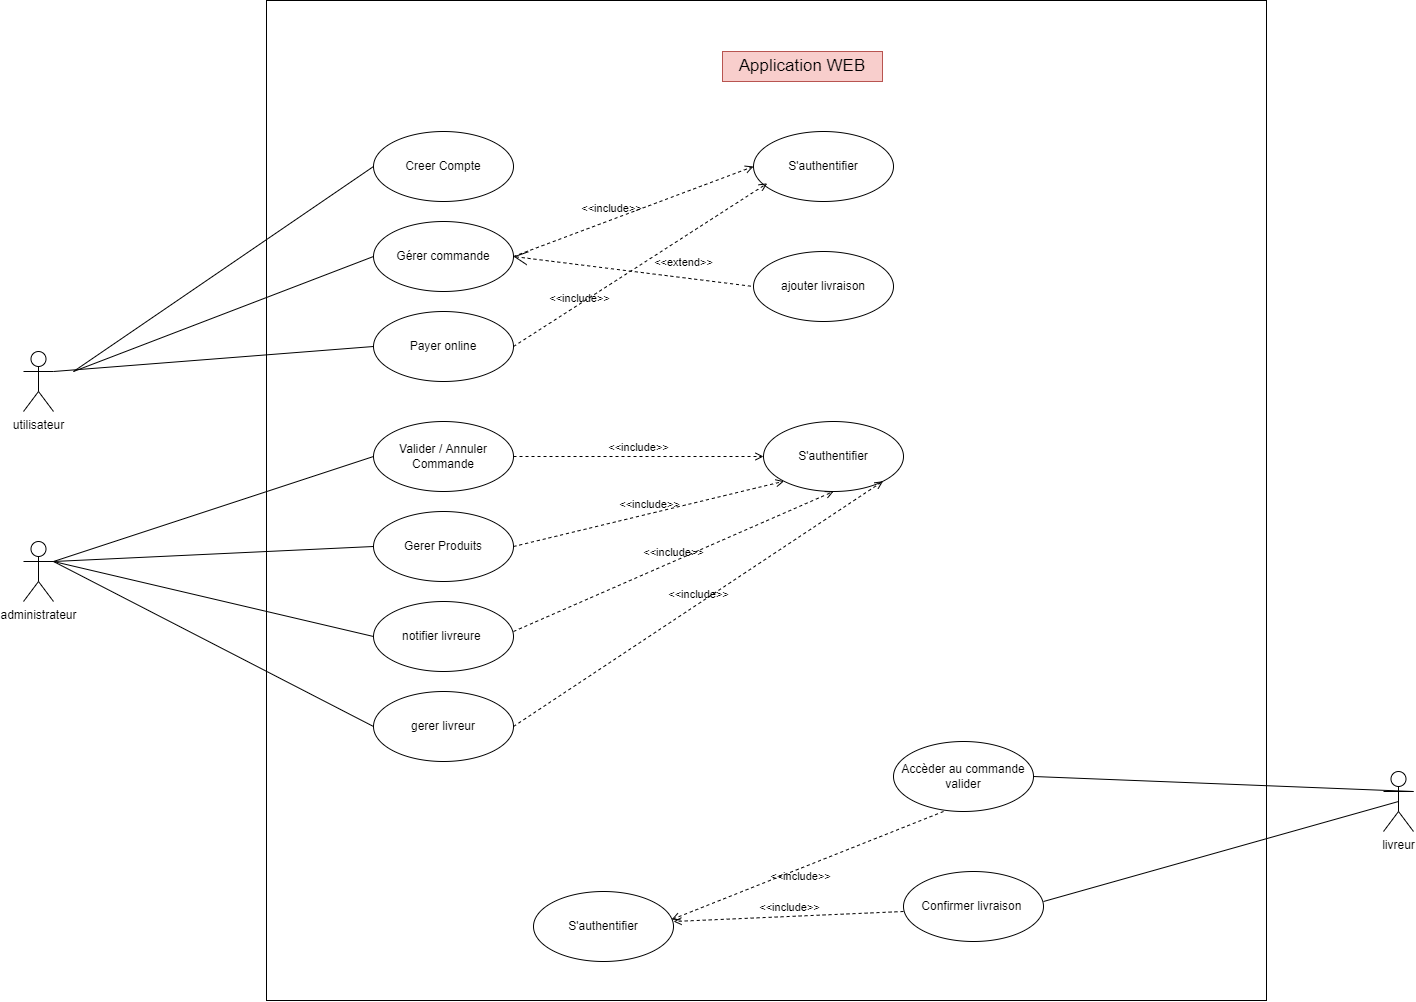 Application WEB
Creer Compte
S'authentifier
<<include>>
Gérer commande
<<extend>>
ajouter livraison
<<include>>
Payer online
utilisateur
Valider / Annuler
Commande
<<include>>
S'authentifier
<<include>>
Gerer Produits
<<include>>
administrateur
<<include>>
notifier livreure
gerer livreur
Accèder au commande
valider
livreur
<<include>>
Confirmer livraison
<<include>>
S'authentifier